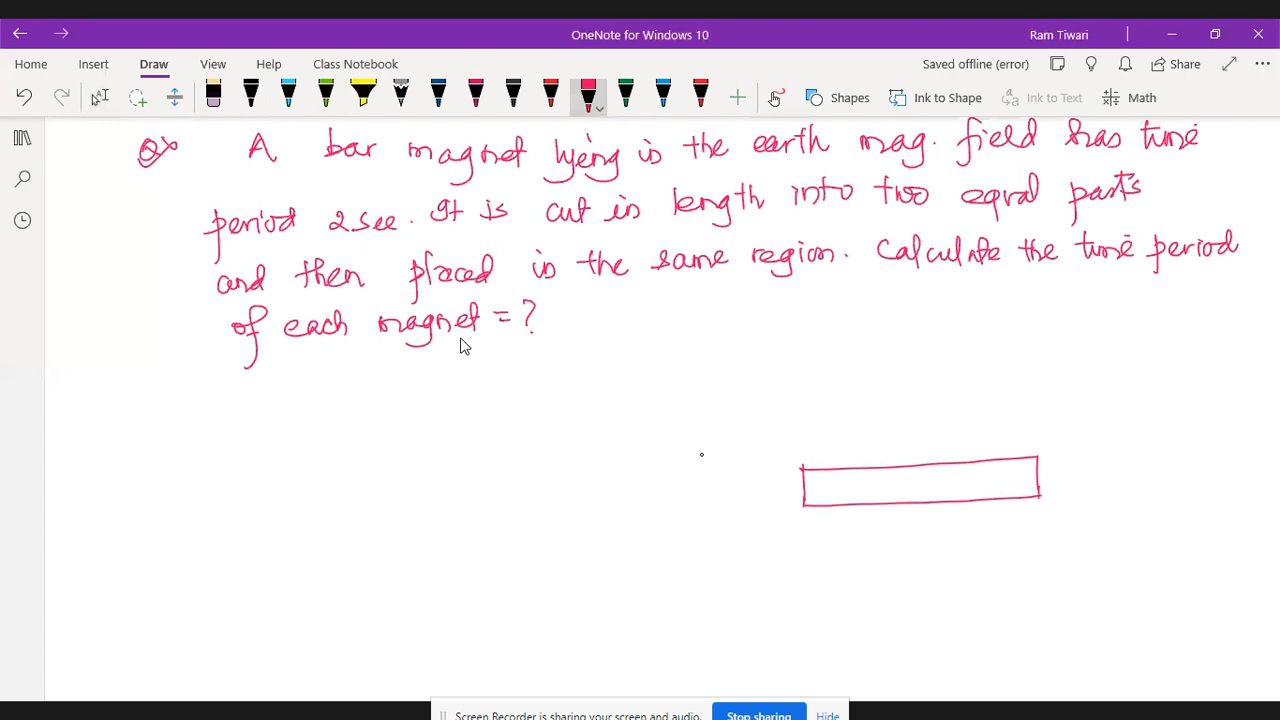 OneNote for Windows 10
Ram Tiwari
Home Insert Draw View Help Class Notebook
Saved offline (error) Share
Shapes Ink to Shape Ink to Text Math
Qx A bar magnet lying in the earth mag. field has time
period 2 sec. It is cut in length into two equal parts
and then placed in the same region. Calculate the time period
of each magnet = ?
Screen Recorder is sharing your screen and audio. Stop sharing Hide